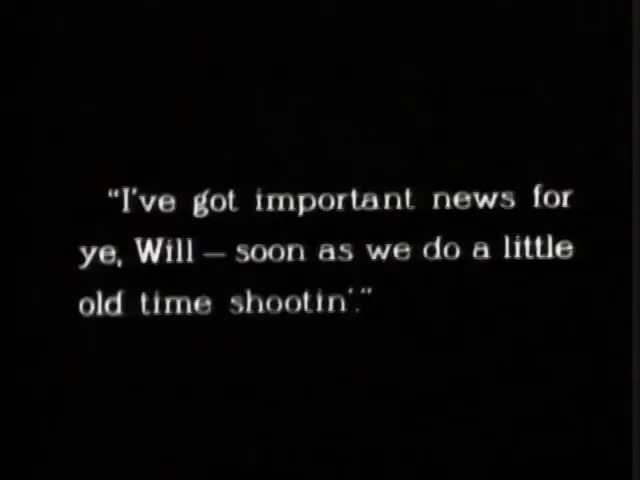 “I've got important news for
ye, Will — soon as we do a little
old time shootin'.”